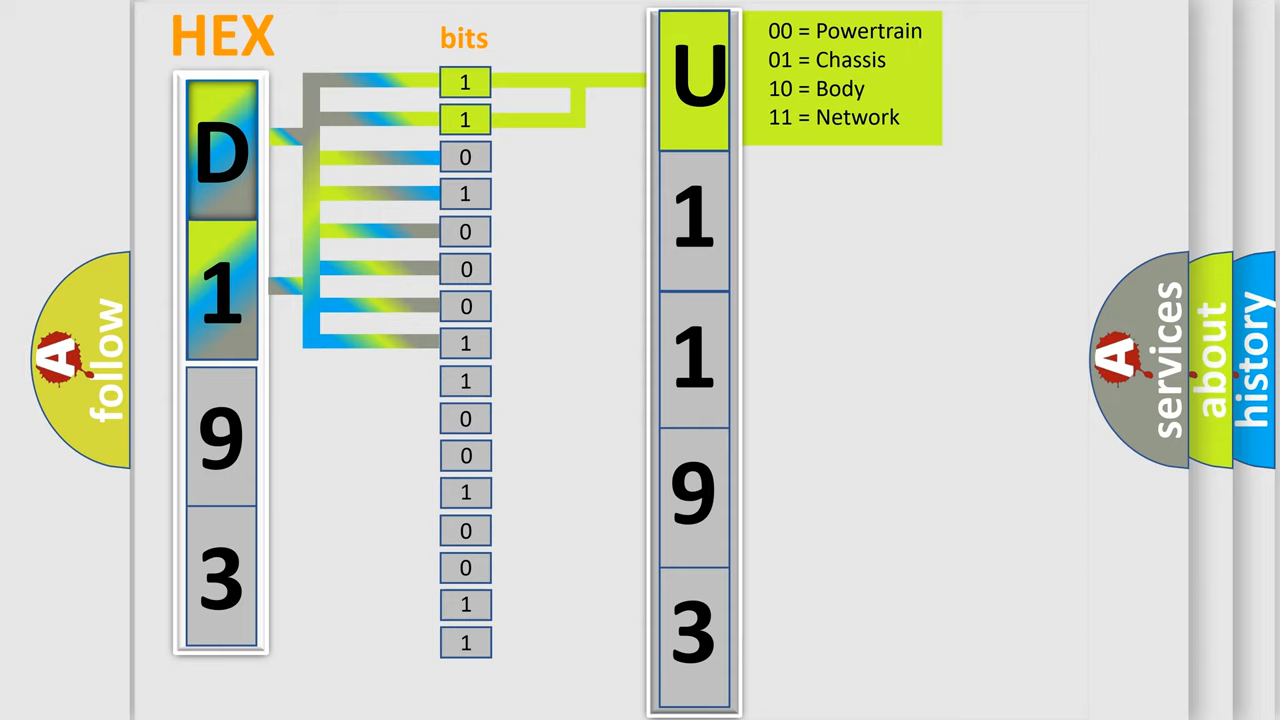 HEX
D
1
9
3
bits
1
1
0
1
0
0
0
1
1
0
0
1
0
0
1
1
U
1
1
9
3
00 = Powertrain
01 = Chassis
10 = Body
11 = Network
A
follow
A
services
about
history